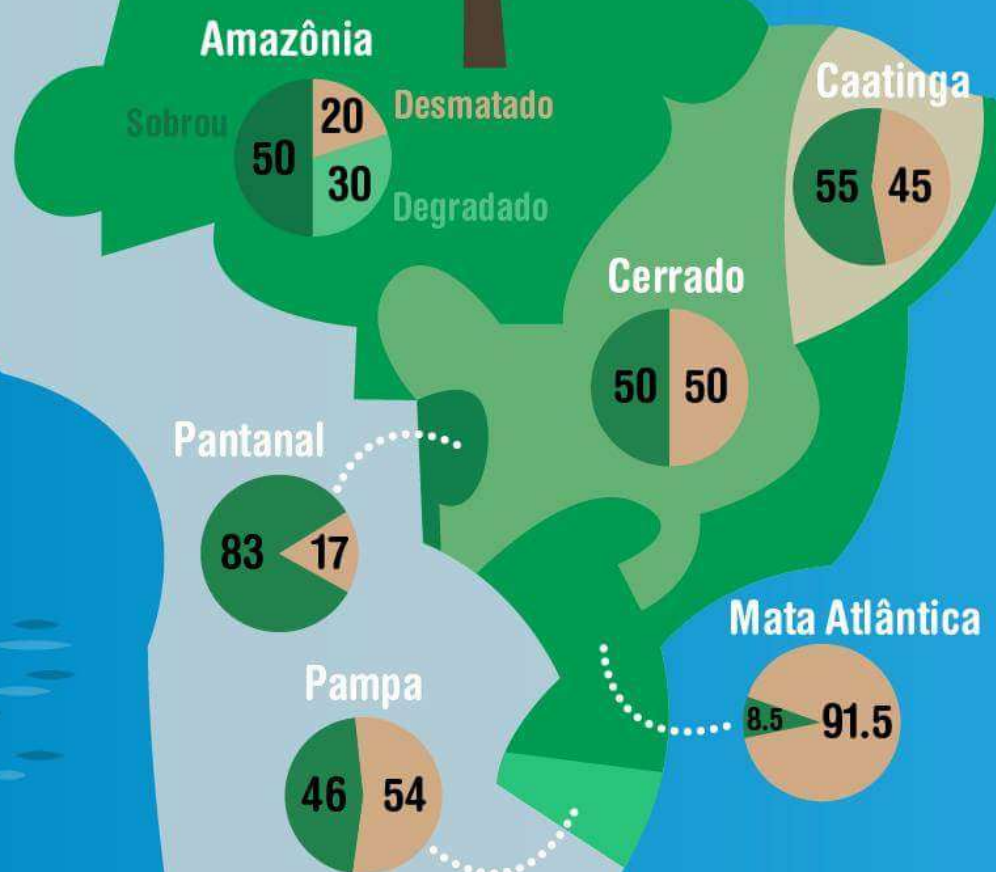 Amazônia
Sobrou
50
20
30
Desmatado
Degradado
Caatinga
55
45
Cerrado
50
50
Pantanal
83
17
Mata Atlântica
8.5
91.5
Pampa
46
54